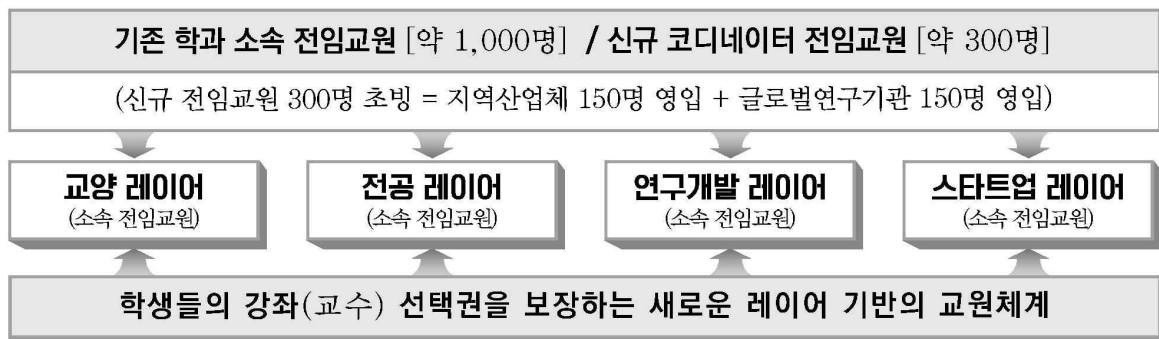 기존 학과 소속 전임교원 [약 1,000명] / 신규 코디네이터 전임교원 [약 300명]
(신규 전임교원 300명 초빙 = 지역산업체 150명 영입 + 글로벌연구기관 150명 영입)
교양 레이어
(소속 전임교원)
전공 레이어
(소속 전임교원)
연구개발 레이어
(소속 전임교원)
스타트업 레이어
(소속 전임교원)
학생들의 강좌(교수) 선택권을 보장하는 새로운 레이어 기반의 교원체계